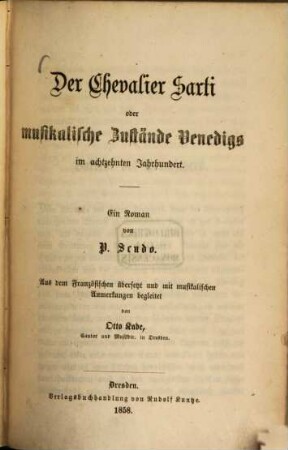 Der Chevalier Sarti
oder
musikalische Zustände Venedigs
im achtzehnten Jahrhundert.
Ein Roman
von
P. Scudo.
Aus dem Französischen übersetzt und mit musikalischen
Anmerkungen begleitet
von
Otto Kade,
Cantor und Musikdir. in Dresden.
Dresden.
Verlagsbuchhandlung von Rudolf Kuntze.
1858.